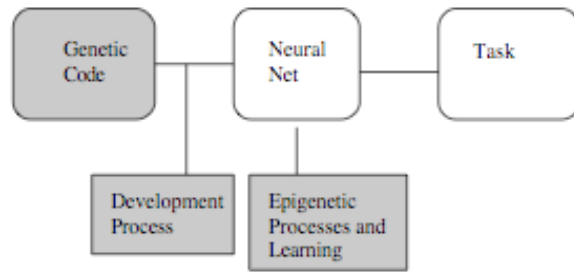 Genetic
Code
Neural
Net
Task
Development
Process
Epigenetic
Processes and
Learning